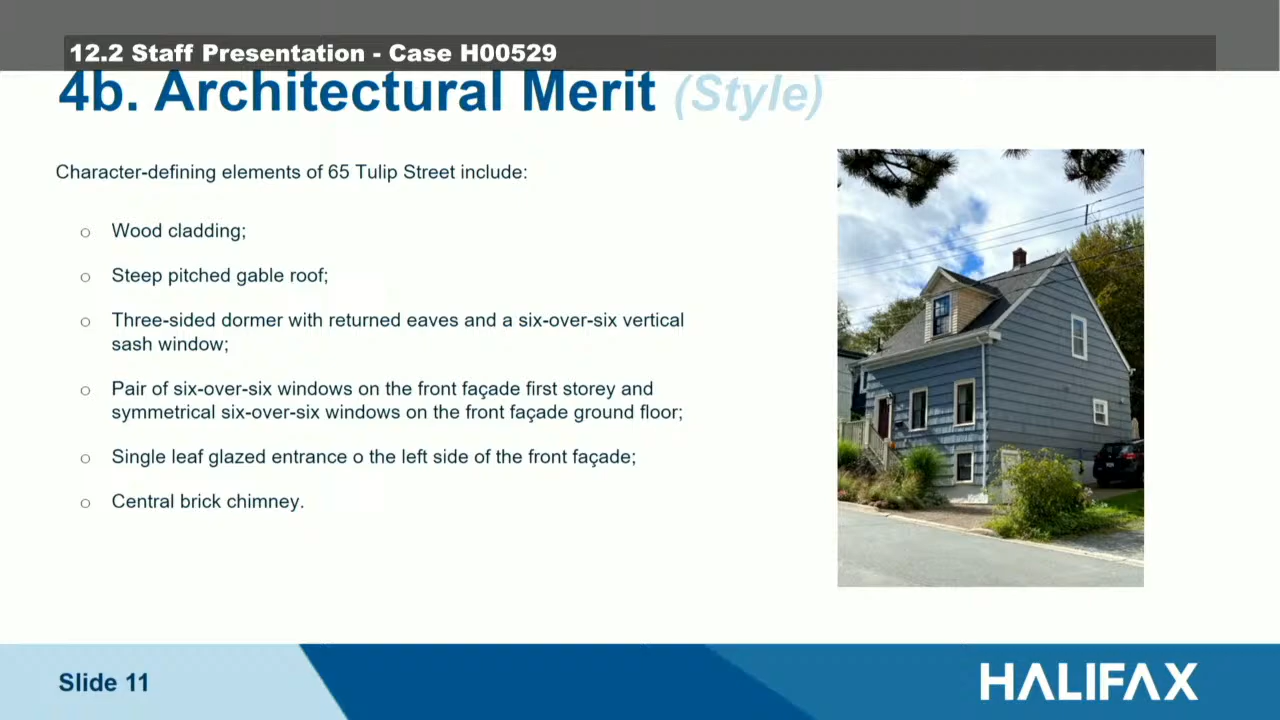 12.2 Staff Presentation - Case H00529
4b. Architectural Merit (Style)
Character-defining elements of 65 Tulip Street include:
○ Wood cladding;
○ Steep pitched gable roof;
○ Three-sided dormer with returned eaves and a six-over-six vertical
sash window;
○ Pair of six-over-six windows on the front façade first storey and
symmetrical six-over-six windows on the front façade ground floor;
○ Single leaf glazed entrance o the left side of the front façade;
○ Central brick chimney.
Slide 11
HALIFAX